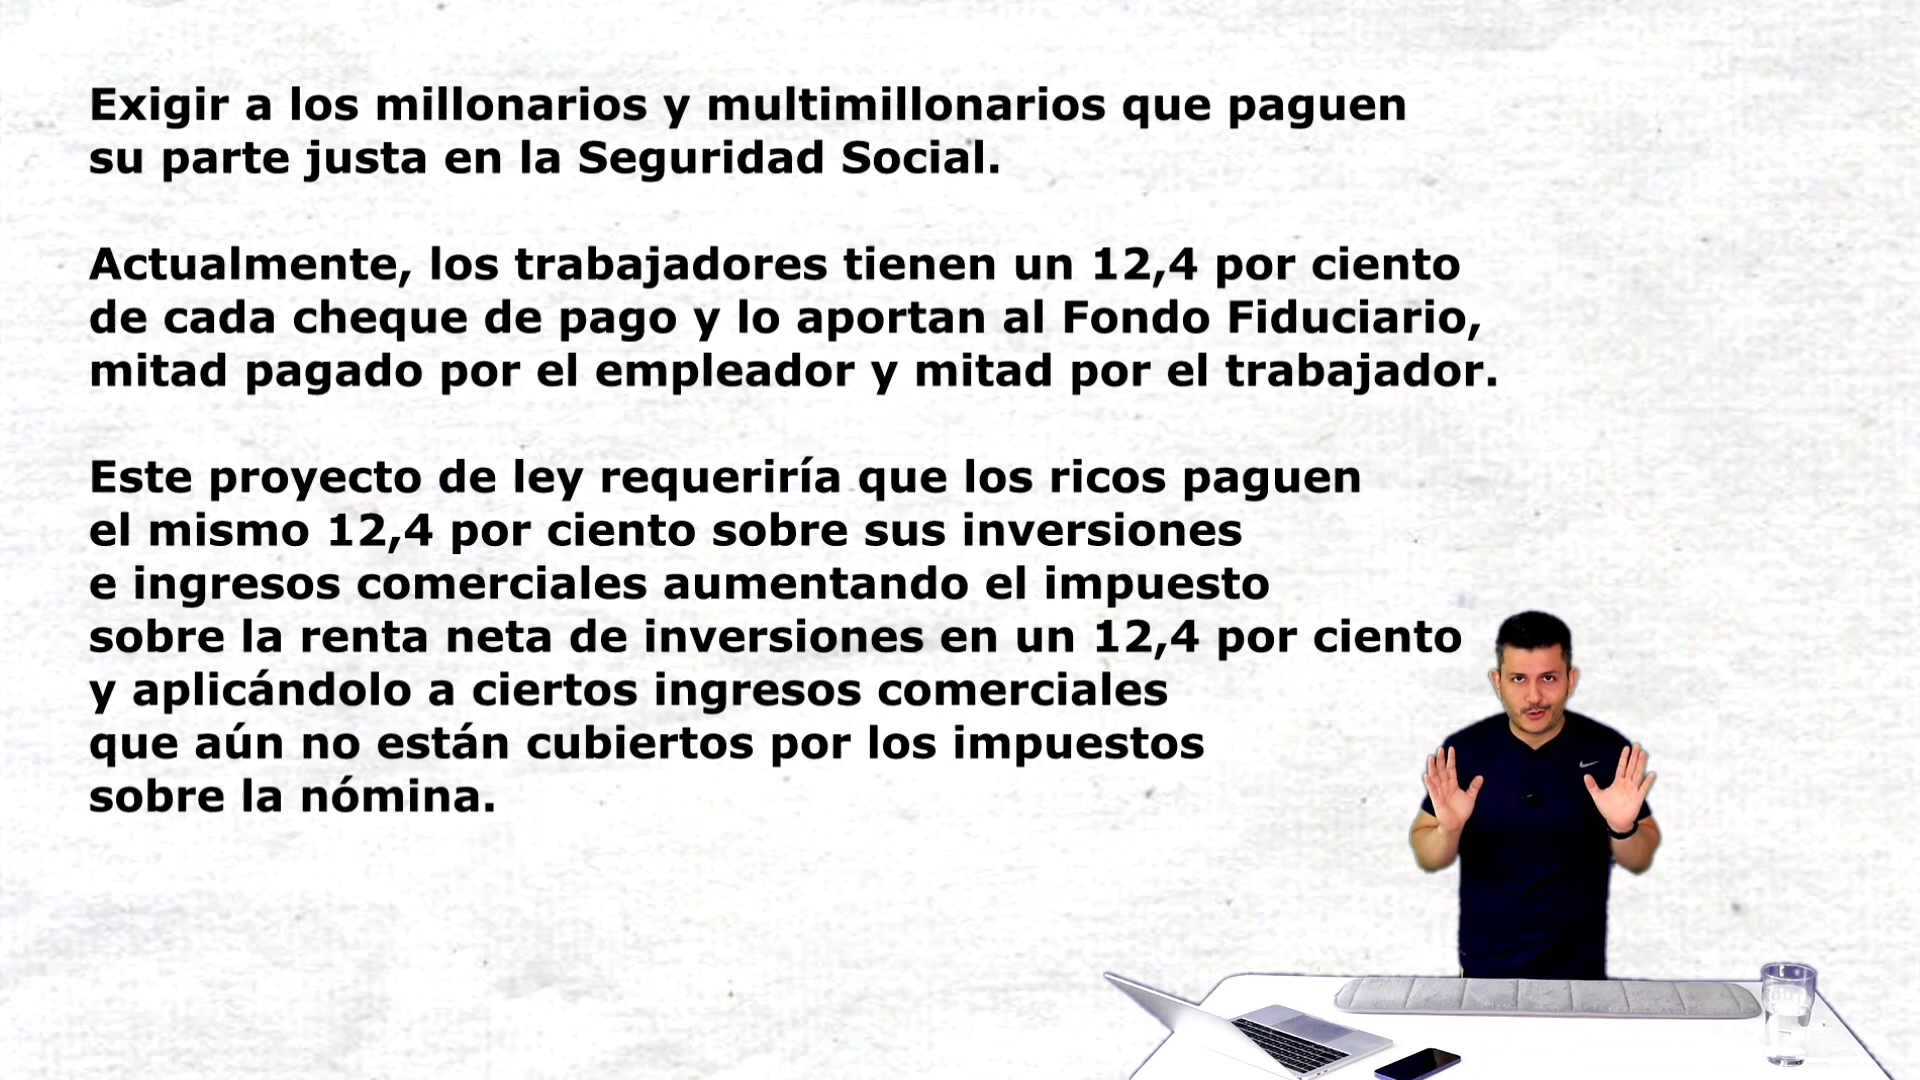 Exigir a los millonarios y multimillonarios que paguen
su parte justa en la Seguridad Social.
Actualmente, los trabajadores tienen un 12,4 por ciento
de cada cheque de pago y lo aportan al Fondo Fiduciario,
mitad pagado por el empleador y mitad por el trabajador.
Este proyecto de ley requeriría que los ricos paguen
el mismo 12,4 por ciento sobre sus inversiones
e ingresos comerciales aumentando el impuesto
sobre la renta neta de inversiones en un 12,4 por ciento
y aplicándolo a ciertos ingresos comerciales
que aún no están cubiertos por los impuestos
sobre la nómina.